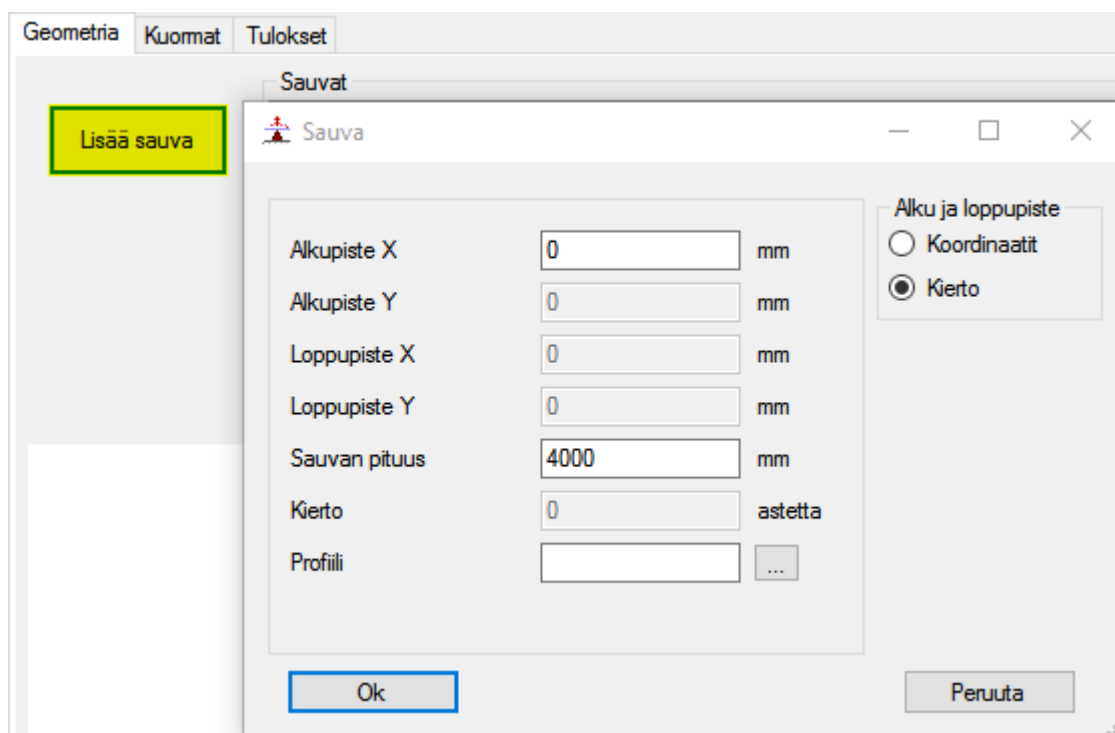 Geometria Kuormat Tulokset
Sauvat
Lisää sauva
Sauva
Alku ja loppupiste
Alkupiste X 0 mm
Koordinaatit
Kierto
Alkupiste Y 0 mm
Loppupiste X 0 mm
Loppupiste Y 0 mm
Sauvan pituus 4000 mm
Kierto 0 astetta
Profiili ...
Ok Peruuta